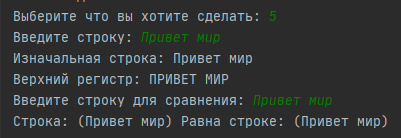 Выберите что вы хотите сделать: 5
Введите строку: Привет мир
Изначальная строка: Привет мир
Верхний регистр: ПРИВЕТ МИР
Введите строку для сравнения: Привет мир
Строка: (Привет мир) Равна строке: (Привет мир)